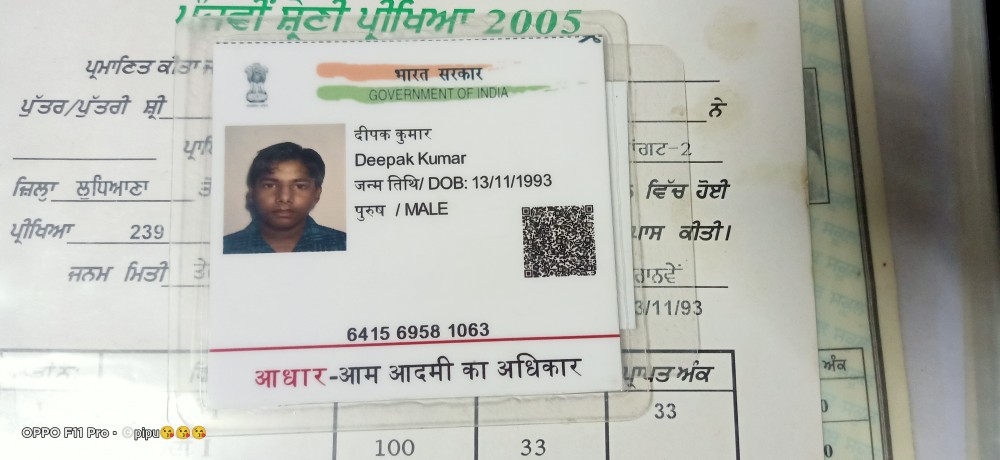 ਪੰਜਵੀਂ ਸ਼੍ਰੇਣੀ ਪ੍ਰੀਖਿਆ 2005
ਪ੍ਰਮਾਣਿਤ ਕੀਤਾ
ਪੁੱਤਰ/ਪੁੱਤਰੀ ਸ਼੍ਰੀ
ਨੇ
ਜ਼ਿਲ੍ਹਾ ਲੁਧਿਆਣਾ
ਵਿੱਚ ਹੋਈ
ਪ੍ਰੀਖਿਆ 239
ਪਾਸ ਕੀਤੀ।
ਜਨਮ ਮਿਤੀ
3/11/93
भारत सरकार
GOVERNMENT OF INDIA
दीपक कुमार
Deepak Kumar
जन्म तिथि/ DOB: 13/11/1993
पुरुष / MALE
6415 6958 1063
आधार-आम आदमी का अधिकार
ਪ੍ਰਾਪਤ ਅੰਕ
ਅੰਕ
33
100 33
OPPO F11 Pro · ©pipu😘😘😘